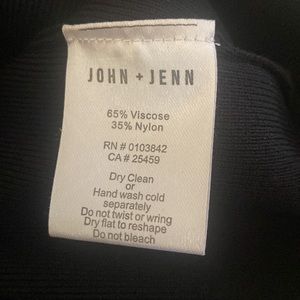 JOHN + JENN
65% Viscose
35% Nylon
RN # 0103842
CA # 25459
Dry Clean
or
Hand wash cold
separately
Do not twist or wring
Dry flat to reshape
Do not bleach